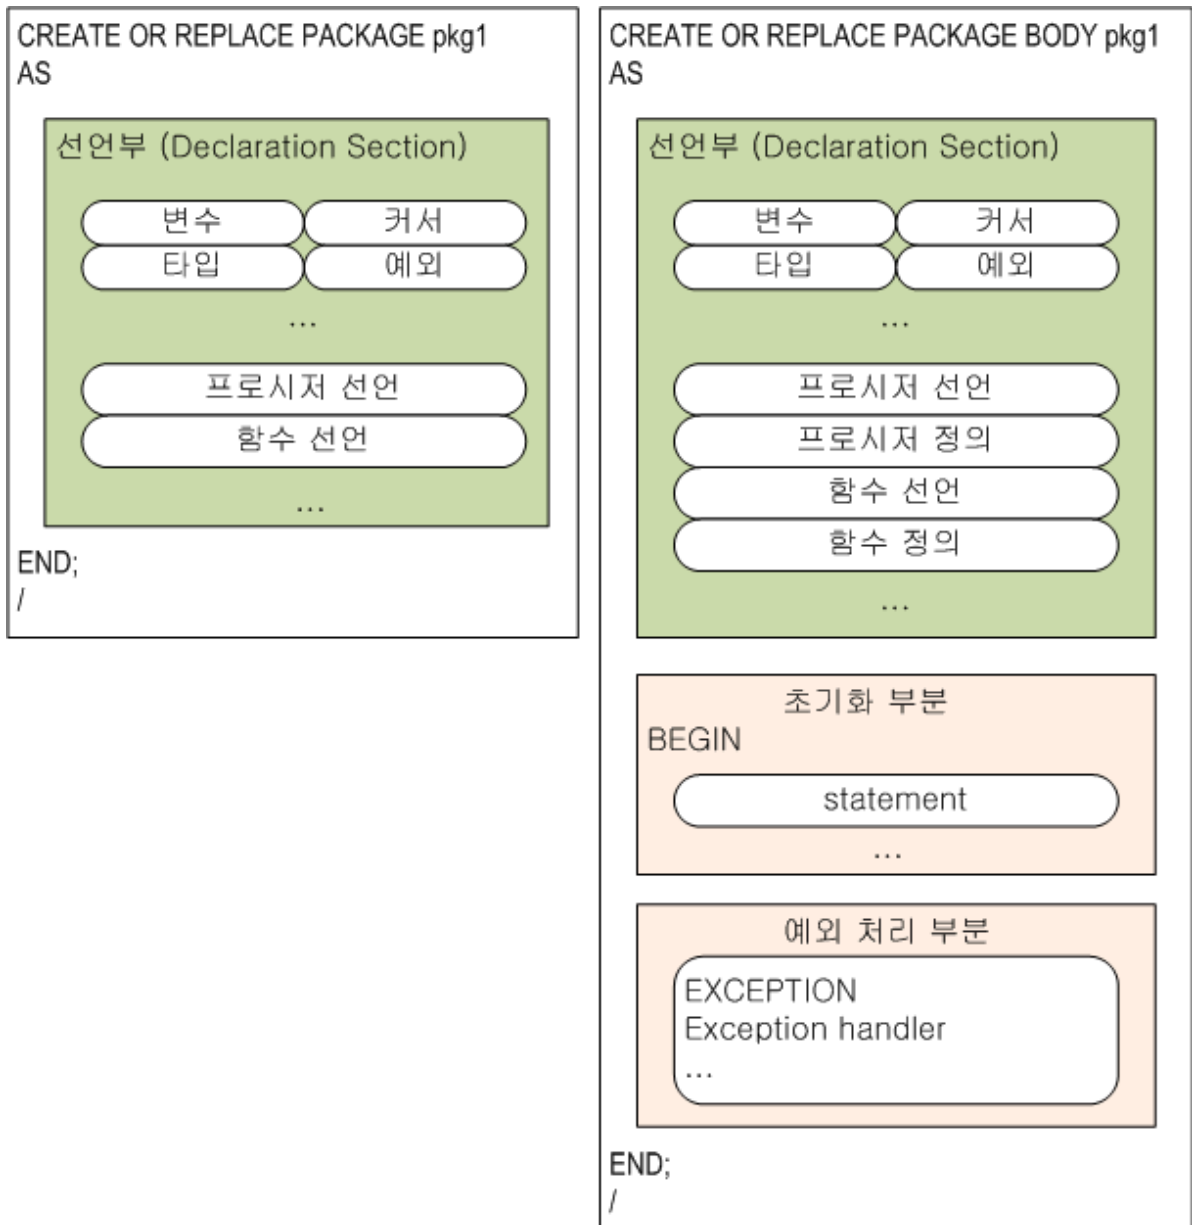 CREATE OR REPLACE PACKAGE pkg1
AS
선언부 (Declaration Section)
변수 커서
타입 예외
...
프로시저 선언
함수 선언
...
END;
/
CREATE OR REPLACE PACKAGE BODY pkg1
AS
선언부 (Declaration Section)
변수 커서
타입 예외
...
프로시저 선언
프로시저 정의
함수 선언
함수 정의
...
초기화 부분
BEGIN
statement
...
예외 처리 부분
EXCEPTION
Exception handler
...
END;
/